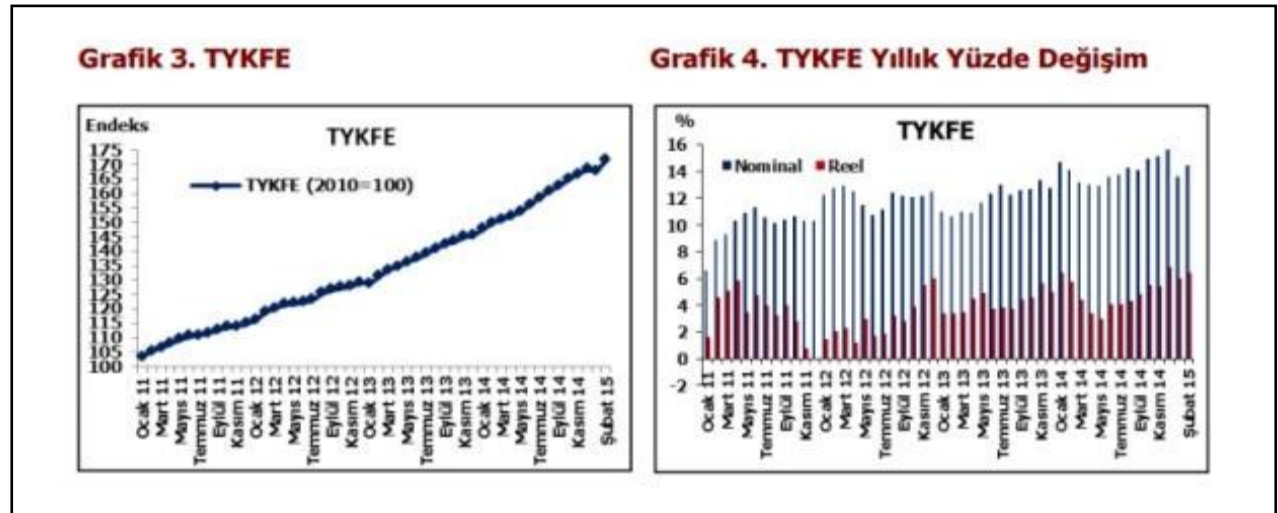 Grafik 3. TYKFE
Endeks
TYKFE
175
170
165
160
155
150
145
140
135
130
125
120
115
110
105
100
TYKFE (2010=100)
Ocak 11
Mart 11
Mayıs 11
Temmuz 11
Eylül 11
Kasım 11
Ocak 12
Mart 12
Mayıs 12
Temmuz 12
Eylül 12
Kasım 12
Ocak 13
Mart 13
Mayıs 13
Temmuz 13
Eylül 13
Kasım 13
Ocak 14
Mart 14
Mayıs 14
Temmuz 14
Eylül 14
Kasım 14
Şubat 15
Grafik 4. TYKFE Yıllık Yüzde Değişim
%
TYKFE
16
14
12
10
8
6
4
2
0
-2
Nominal Reel
Ocak 11
Mart 11
Mayıs 11
Temmuz 11
Eylül 11
Kasım 11
Ocak 12
Mart 12
Mayıs 12
Temmuz 12
Eylül 12
Kasım 12
Ocak 13
Mart 13
Mayıs 13
Temmuz 13
Eylül 13
Kasım 13
Ocak 14
Mart 14
Mayıs 14
Temmuz 14
Eylül 14
Kasım 14
Şubat 15